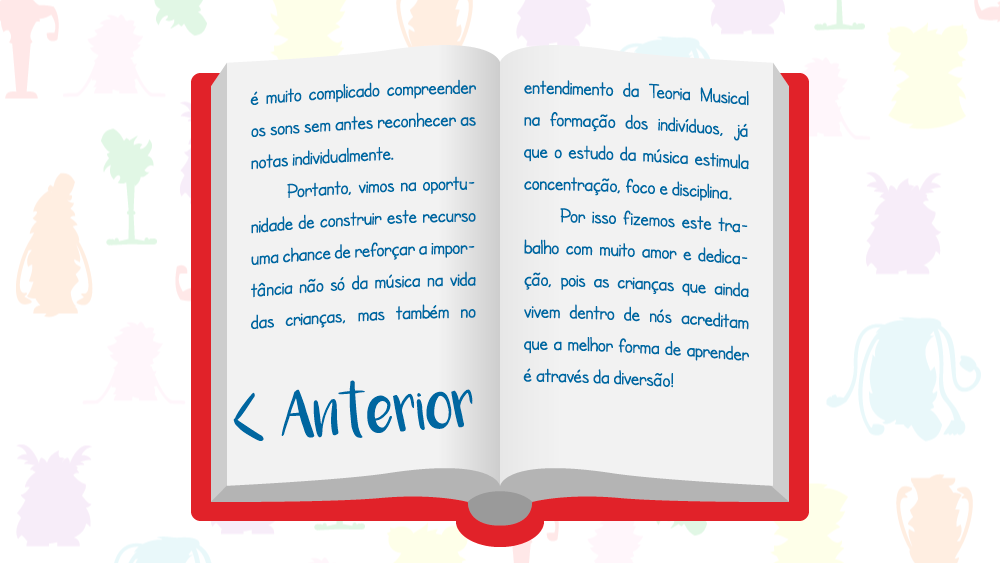 é muito complicado compreender
os sons sem antes reconhecer as
notas individualmente.
Portanto, vimos na oportu-
nidade de construir este recurso
uma chance de reforçar a impor-
tância não só da música na vida
das crianças, mas também no
< Anterior
entendimento da Teoria Musical
na formação dos indivíduos, já
que o estudo da música estimula
concentração, foco e disciplina.
Por isso fizemos este tra-
balho com muito amor e dedica-
ção, pois as crianças que ainda
vivem dentro de nós acreditam
que a melhor forma de aprender
é através da diversão!